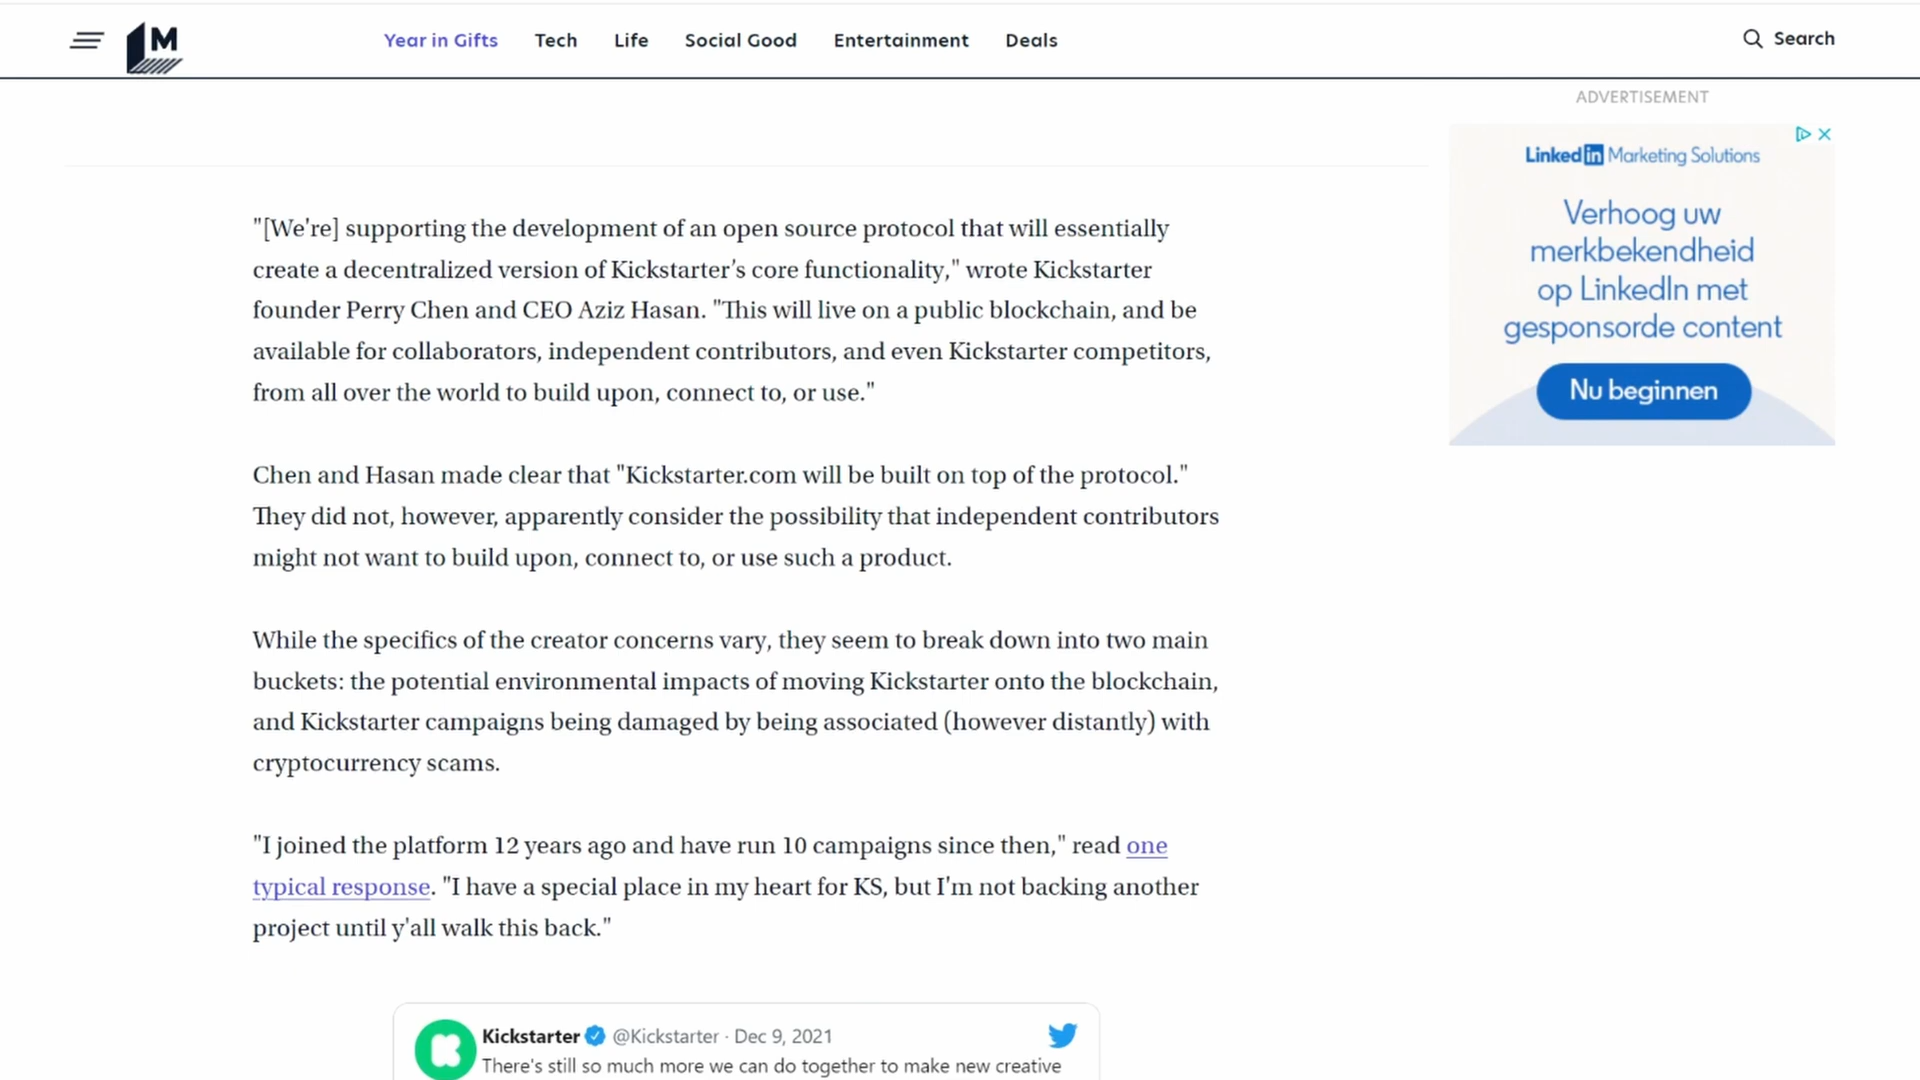 M
Year in Gifts Tech Life Social Good Entertainment Deals
Search
ADVERTISEMENT
Linked in Marketing Solutions
Verhoog uw
merkbekendheid
op LinkedIn met
gesponsorde content
Nu beginnen
"[We're] supporting the development of an open source protocol that will essentially
create a decentralized version of Kickstarter’s core functionality," wrote Kickstarter
founder Perry Chen and CEO Aziz Hasan. "This will live on a public blockchain, and be
available for collaborators, independent contributors, and even Kickstarter competitors,
from all over the world to build upon, connect to, or use."
Chen and Hasan made clear that "Kickstarter.com will be built on top of the protocol."
They did not, however, apparently consider the possibility that independent contributors
might not want to build upon, connect to, or use such a product.
While the specifics of the creator concerns vary, they seem to break down into two main
buckets: the potential environmental impacts of moving Kickstarter onto the blockchain,
and Kickstarter campaigns being damaged by being associated (however distantly) with
cryptocurrency scams.
"I joined the platform 12 years ago and have run 10 campaigns since then," read one
typical response. "I have a special place in my heart for KS, but I'm not backing another
project until y'all walk this back."
Kickstarter @Kickstarter · Dec 9, 2021
There's still so much more we can do together to make new creative